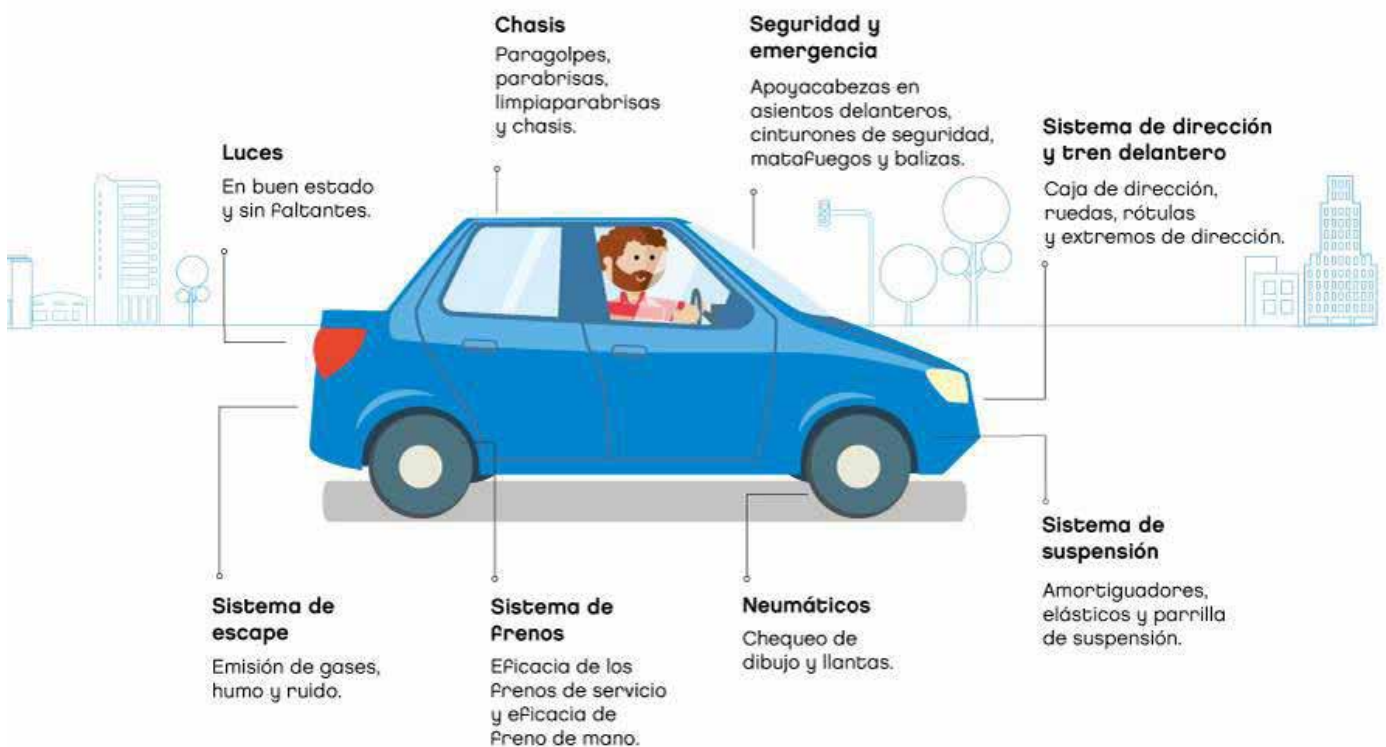 Chasis
Paragolpes,
parabrisas,
limpiaparabrisas
y chasis.
Seguridad y
emergencia
Apoyacabezas en
asientos delanteros,
cinturones de seguridad,
matafuegos y balizas.
Sistema de dirección
y tren delantero
Caja de dirección,
ruedas, rótulas
y extremos de dirección.
Luces
En buen estado
y sin faltantes.
Sistema de
escape
Emisión de gases,
humo y ruido.
Sistema de
frenos
Eficacia de los
frenos de servicio
y eficacia de
freno de mano.
Neumáticos
Chequeo de
dibujo y llantas.
Sistema de
suspensión
Amortiguadores,
elásticos y parrilla
de suspensión.